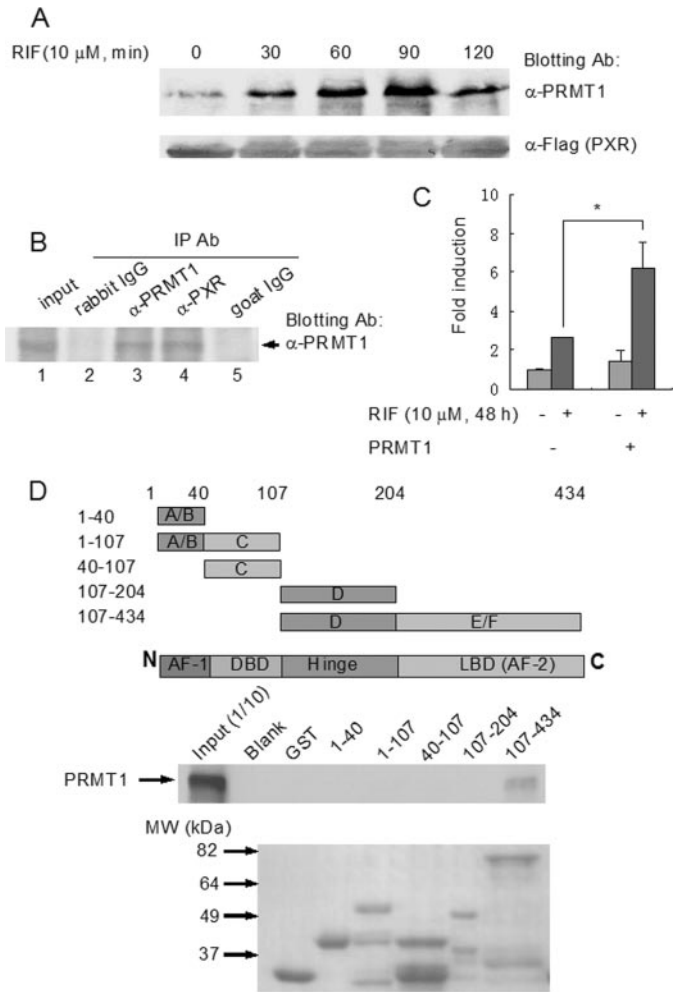 A
RIF(10 μM, min) 0 30 60 90 120 Blotting Ab:
α-PRMT1
α-Flag (PXR)
B
IP Ab
input rabbit IgG α-PRMT1 α-PXR goat IgG
Blotting Ab:
α-PRMT1
1 2 3 4 5
C
Fold induction
10
8
6
4
2
0
*
RIF (10 μM, 48 h) - + - +
PRMT1 - +
D 1 40 107 204 434
1-40 A/B
1-107 A/B C
40-107 C
107-204 D
107-434 D E/F
N AF-1 DBD Hinge LBD (AF-2) C
Input (1/10) Blank GST 1-40 1-107 40-107 107-204 107-434
PRMT1
MW (kDa)
82
64
49
37